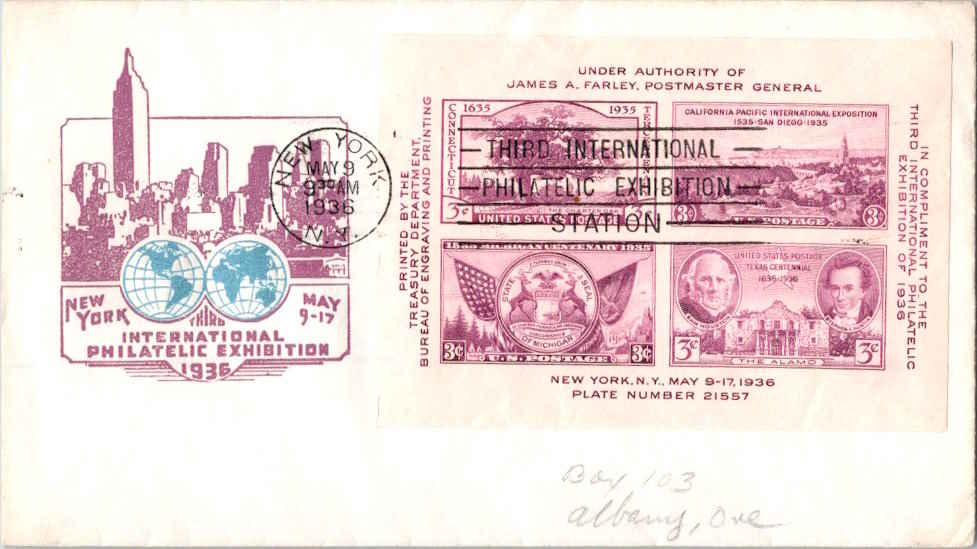 NEW YORK
MAY 9-17
THIRD
INTERNATIONAL
PHILATELIC EXHIBITION
1936
NEW YORK
MAY 9
9 30 AM
1936
N.Y.
THIRD INTERNATIONAL
PHILATELIC EXHIBITION
STATION
UNDER AUTHORITY OF
JAMES A. FARLEY, POSTMASTER GENERAL
PRINTED BY THE
TREASURY DEPARTMENT,
BUREAU OF ENGRAVING AND PRINTING
1635 1935
CONNECTICUT
3¢
UNITED STATES POSTAGE
CALIFORNIA PACIFIC INTERNATIONAL EXPOSITION
1535·SAN DIEGO·1935
3¢ U.S. POSTAGE 3¢
1835 MICHIGAN CENTENARY 1935
STATE SEAL
OF MICHIGAN
3¢ U.S. POSTAGE 3¢
UNITED STATES POSTAGE
TEXAS CENTENNIAL
1836-1936
3¢ 3¢
THE ALAMO
IN COMPLIMENT TO THE
THIRD INTERNATIONAL PHILATELIC
EXHIBITION OF 1936
NEW YORK, N.Y., MAY 9-17, 1936
PLATE NUMBER 21557
Box 103
Albany, Ore